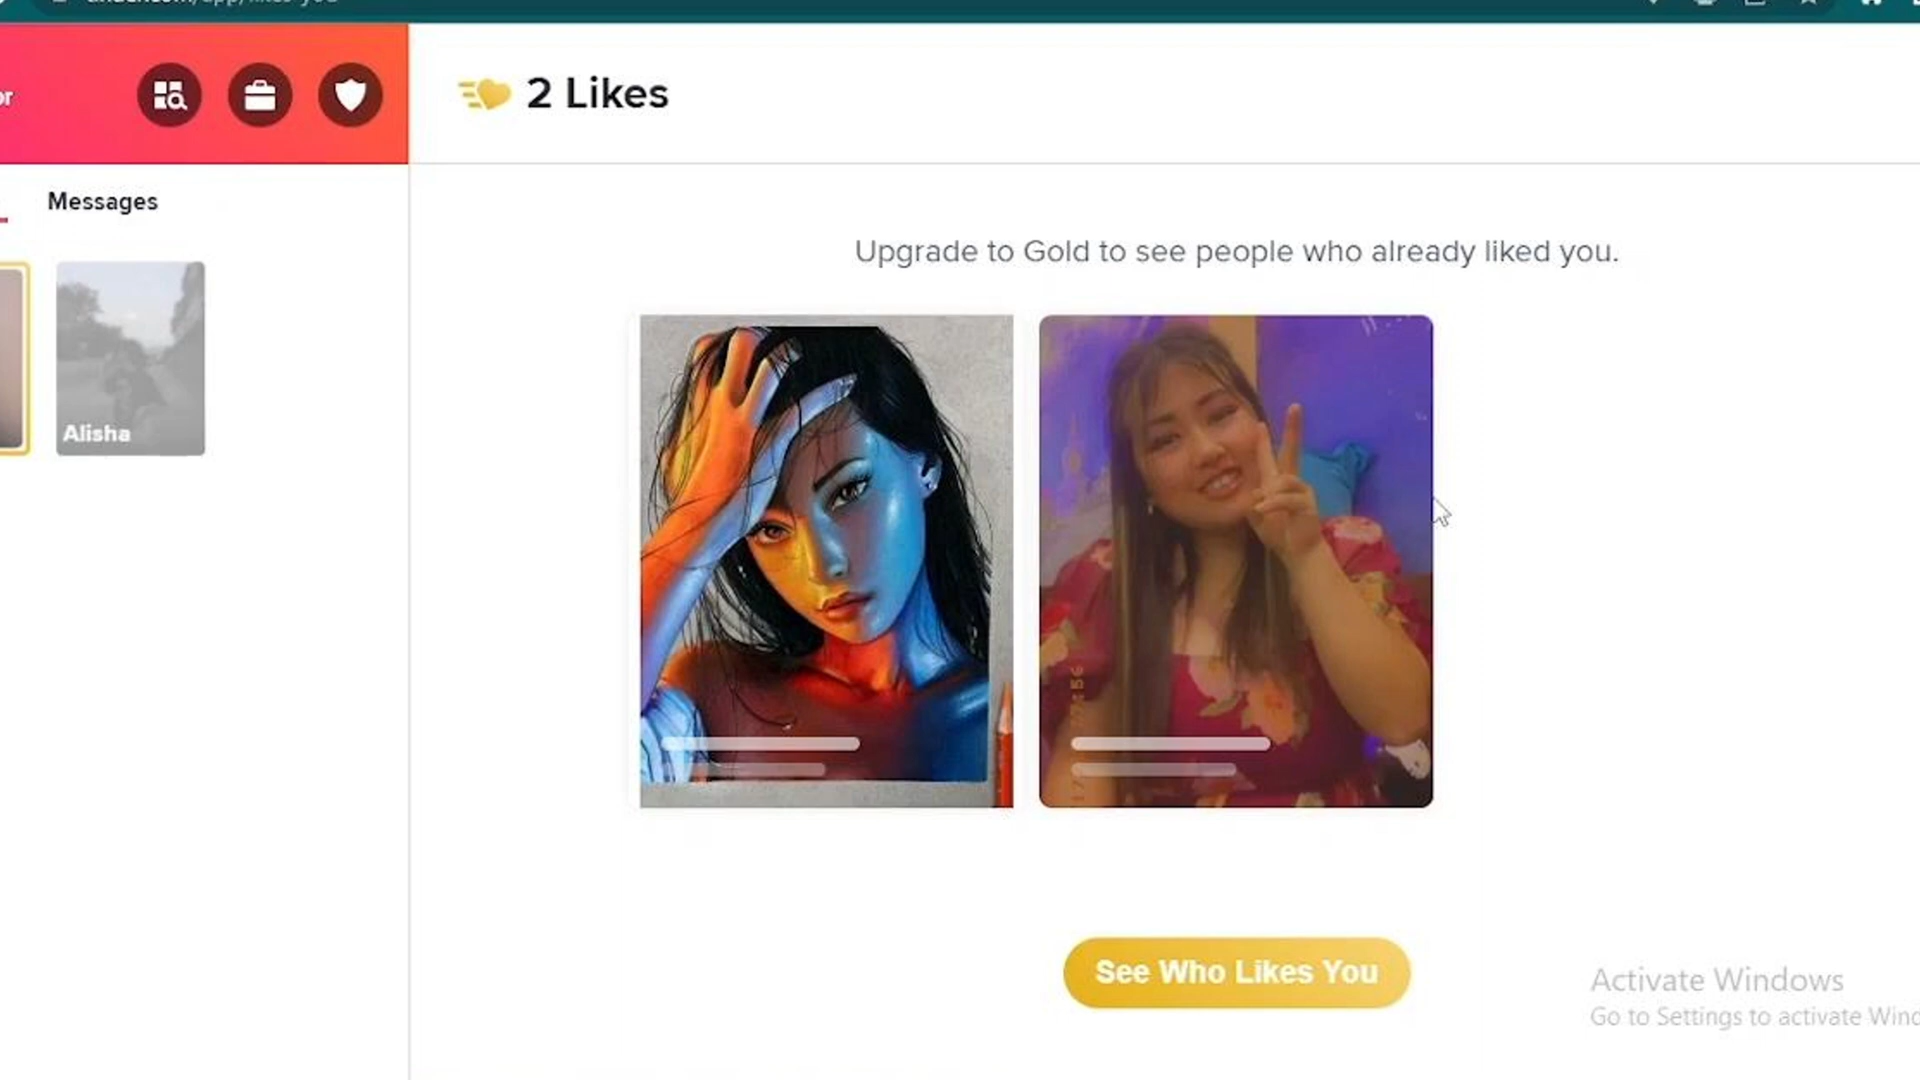 or
2 Likes
Messages
Upgrade to Gold to see people who already liked you.
Alisha
See Who Likes You
Activate Windows
Go to Settings to activate